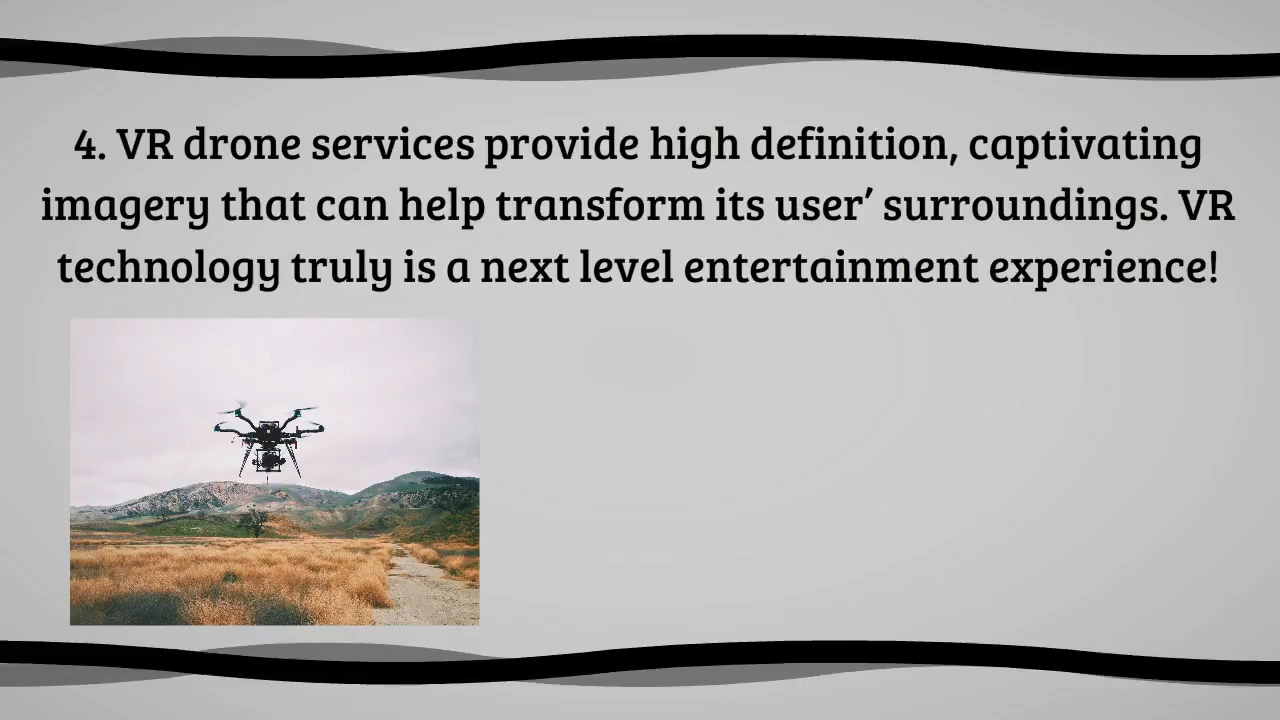 4. VR drone services provide high definition, captivating
imagery that can help transform its user’ surroundings. VR
technology truly is a next level entertainment experience!